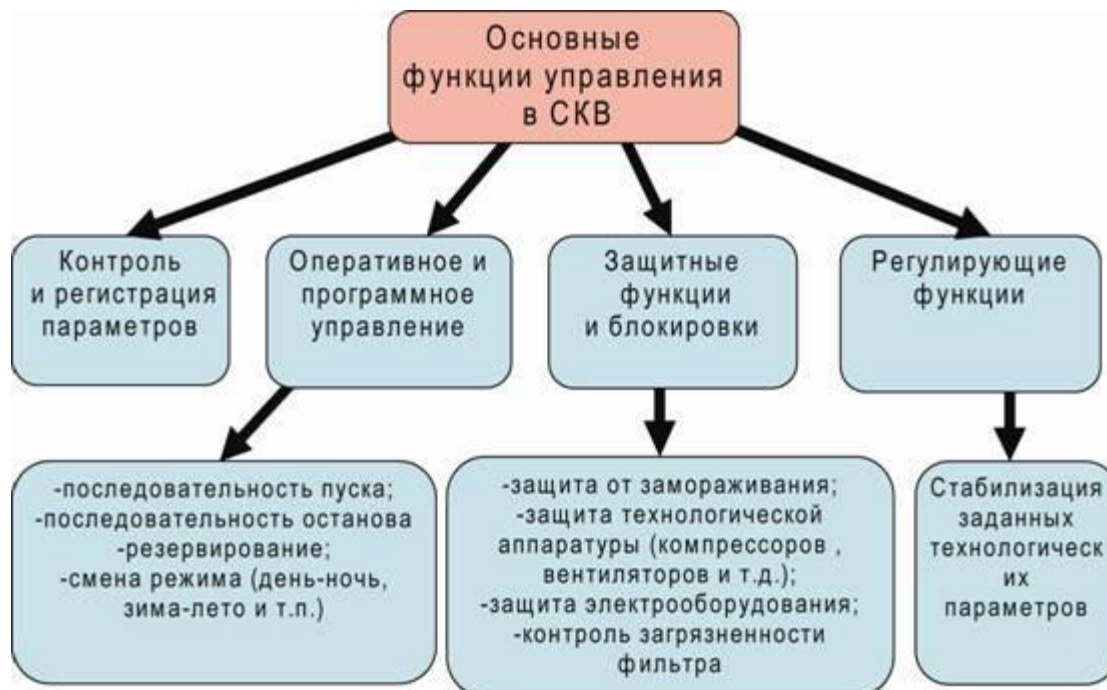 Основные
функции управления
в СКВ
Контроль
и регистрация
параметров
Оперативное и
программное
управление
Защитные
функции
и блокировки
Регулирующие
функции
-последовательность пуска;
-последовательность останова
-резервирование;
-смена режима (день-ночь,
зима-лето и т.п.)
-защита от замораживания;
-защита технологической
аппаратуры (компрессоров ,
вентиляторов и т.д.);
-защита электрооборудования;
-контроль загрязненности
фильтра
Стабилизация
заданных
технологическ
их
параметров